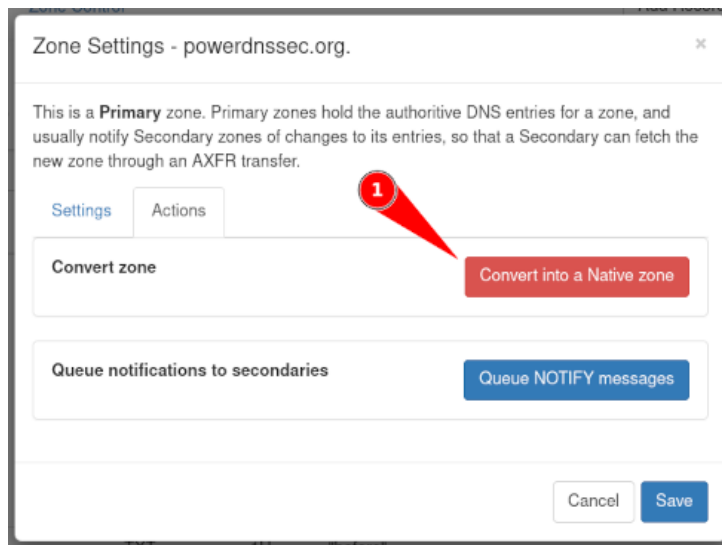 Zone Control
Zone Settings - powerdnssec.org.
×
This is a Primary zone. Primary zones hold the authoritive DNS entries for a zone, and
usually notify Secondary zones of changes to its entries, so that a Secondary can fetch the
new zone through an AXFR transfer.
1
Settings Actions
Convert zone
Convert into a Native zone
Queue notifications to secondaries
Queue NOTIFY messages
Cancel Save